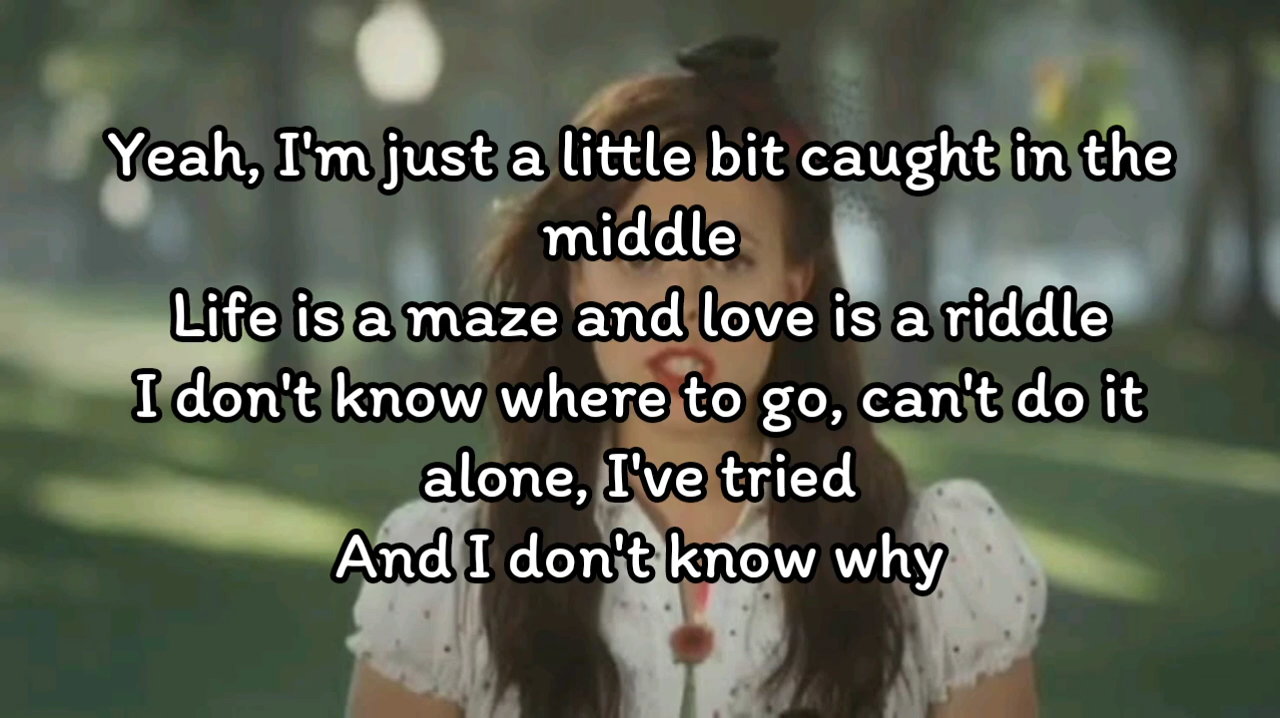 Yeah, I'm just a little bit caught in the
middle
Life is a maze and love is a riddle
I don't know where to go, can't do it
alone, I've tried
And I don't know why